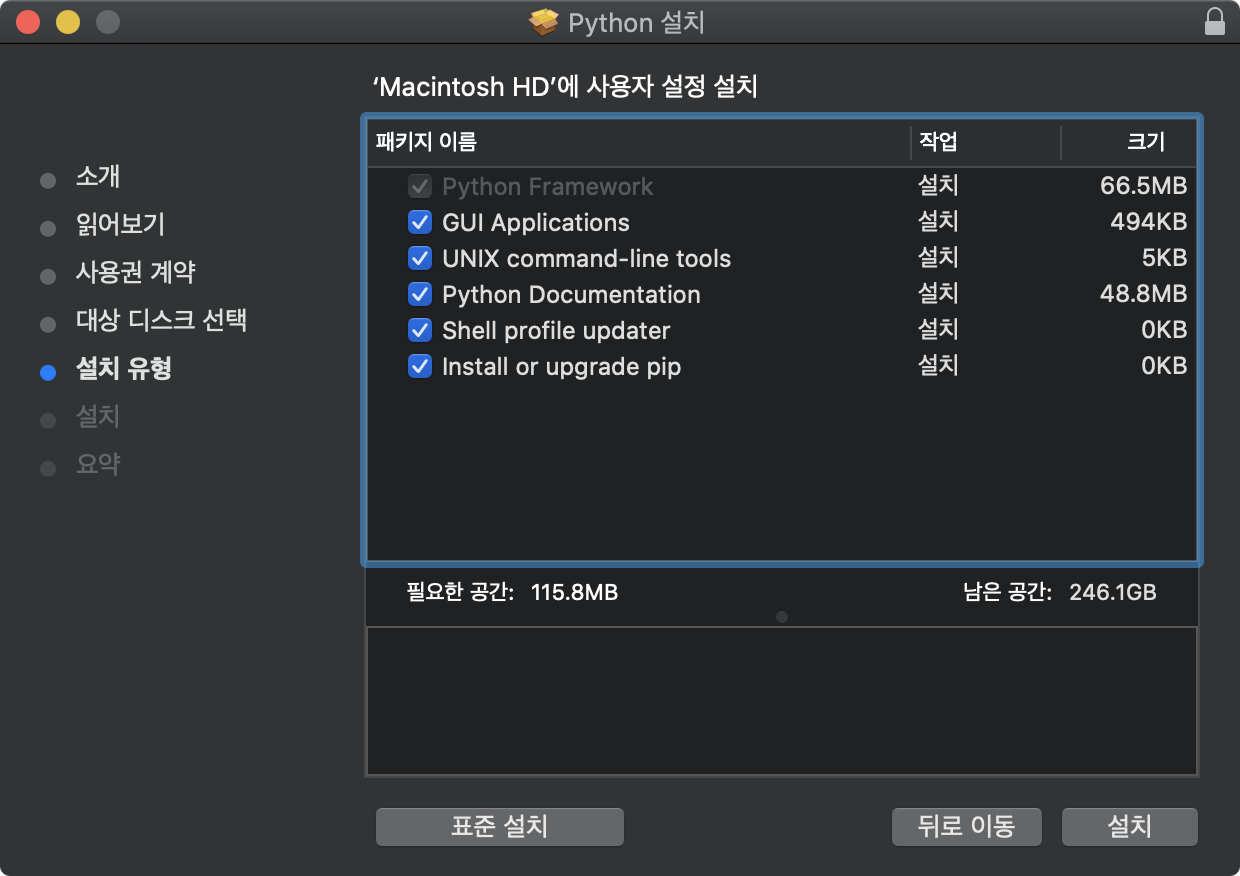 Python 설치
‘Macintosh HD’에 사용자 설정 설치
소개
읽어보기
사용권 계약
대상 디스크 선택
설치 유형
설치
요약
패키지 이름 작업 크기
Python Framework 설치 66.5MB
GUI Applications 설치 494KB
UNIX command-line tools 설치 5KB
Python Documentation 설치 48.8MB
Shell profile updater 설치 0KB
Install or upgrade pip 설치 0KB
필요한 공간: 115.8MB 남은 공간: 246.1GB
표준 설치 뒤로 이동 설치